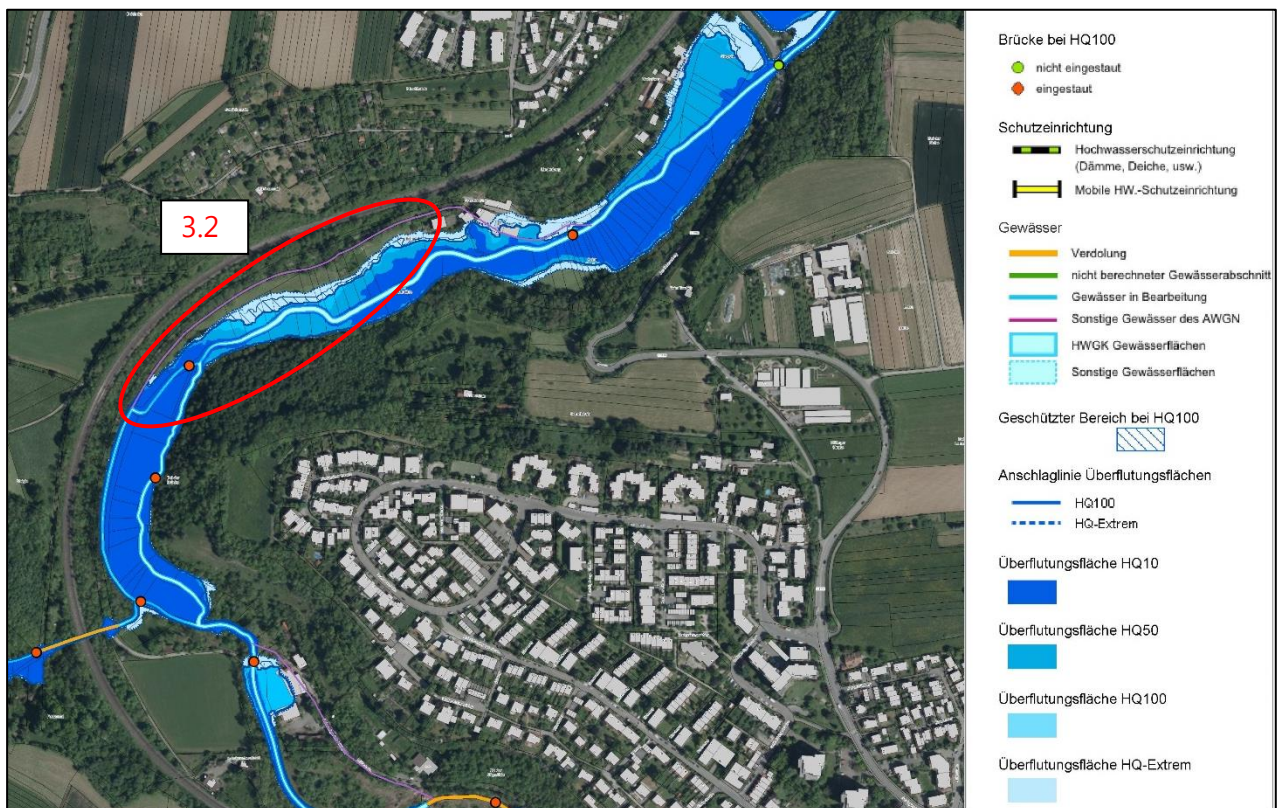 3.2
Brücke bei HQ100
nicht eingestaut
eingestaut
Schutzeinrichtung
Hochwasserschutzeinrichtung
(Dämme, Deiche, usw.)
Mobile HW.-Schutzeinrichtung
Gewässer
Verdolung
nicht berechneter Gewässerabschnitt
Gewässer in Bearbeitung
Sonstige Gewässer des AWGN
HWGK Gewässerflächen
Sonstige Gewässerflächen
Geschützter Bereich bei HQ100
Anschlaglinie Überflutungsflächen
HQ100
HQ-Extrem
Überflutungsfläche HQ10
Überflutungsfläche HQ50
Überflutungsfläche HQ100
Überflutungsfläche HQ-Extrem